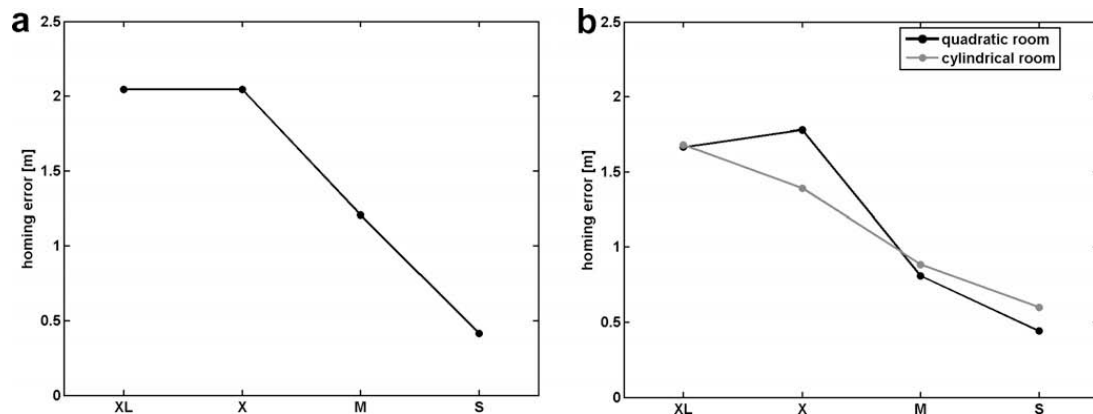 a
2.5
2
1.5
1
0.5
0
homing error [m]
XL X M S
b
2.5
2
1.5
1
0.5
0
homing error [m]
XL X M S
quadratic room
cylindrical room